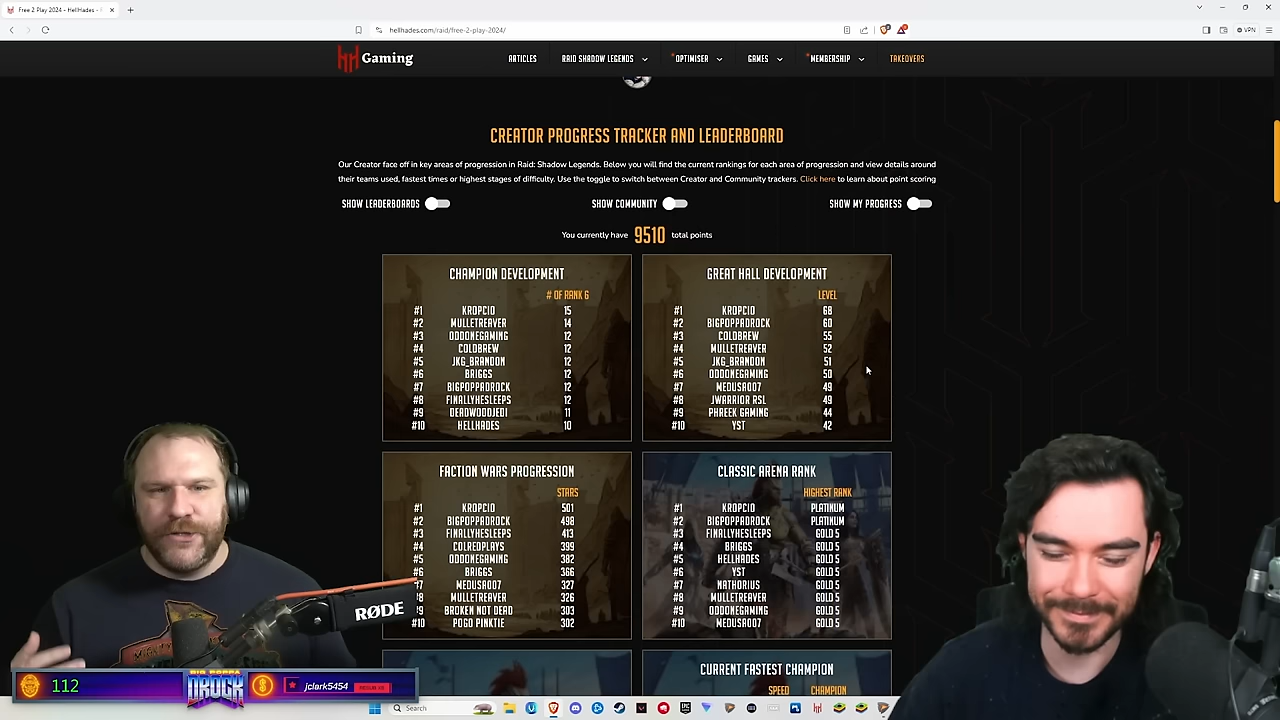 Free 2 Play 2024 - HellHades - F
hellhades.com/raid/free-2-play-2024/
VPN
Gaming
ARTICLES
RAID SHADOW LEGENDS
*OPTIMISER
GAMES
*MEMBERSHIP
TAKEOVERS
CREATOR PROGRESS TRACKER AND LEADERBOARD
Our Creator face off in key areas of progression in Raid: Shadow Legends. Below you will find the current rankings for each area of progression and view details around
their teams used, fastest times or highest stages of difficulty. Use the toggle to switch between Creator and Community trackers. Click here to learn about point scoring
SHOW LEADERBOARDS
SHOW COMMUNITY
SHOW MY PROGRESS
You currently have 9510 total points
CHAMPION DEVELOPMENT
# OF RANK 6
#1 KROPCIO 15
#2 MULLETREAVER 14
#3 ODDONEGAMING 12
#4 COLDBREW 12
#5 JKG_BRANDON 12
#6 BRIGGS 12
#7 BIGPOPPADROCK 12
#8 FINALLYHESLEEPS 12
#9 DEADWOODJEDI 11
#10 HELLHADES 10
GREAT HALL DEVELOPMENT
LEVEL
#1 KROPCIO 68
#2 BIGPOPPADROCK 60
#3 COLDBREW 55
#4 MULLETREAVER 52
#5 JKG_BRANDON 51
#6 ODDONEGAMING 50
#7 MEDUSA007 49
#8 JWARRIOR RSL 49
#9 PHREEK GAMING 44
#10 YST 42
FACTION WARS PROGRESSION
STARS
#1 KROPCIO 501
#2 BIGPOPPADROCK 498
#3 FINALLYHESLEEPS 413
#4 COLREDPLAYS 399
#5 ODDONEGAMING 382
#6 BRIGGS 366
#7 MEDUSA007 327
#8 MULLETREAVER 326
#9 BROKEN NOT DEAD 303
#10 POGO PINKTIE 302
CLASSIC ARENA RANK
HIGHEST RANK
#1 KROPCIO PLATINUM
#2 BIGPOPPADROCK PLATINUM
#3 FINALLYHESLEEPS GOLD 5
#4 BRIGGS GOLD 5
#5 HELLHADES GOLD 5
#6 YST GOLD 5
#7 NATHORIUS GOLD 5
#8 MULLETREAVER GOLD 5
#9 ODDONEGAMING GOLD 5
#10 MEDUSA007 GOLD 5
CURRENT FASTEST CHAMPION
SPEED CHAMPION
RØDE
112
DROCK
jclark5454
Search